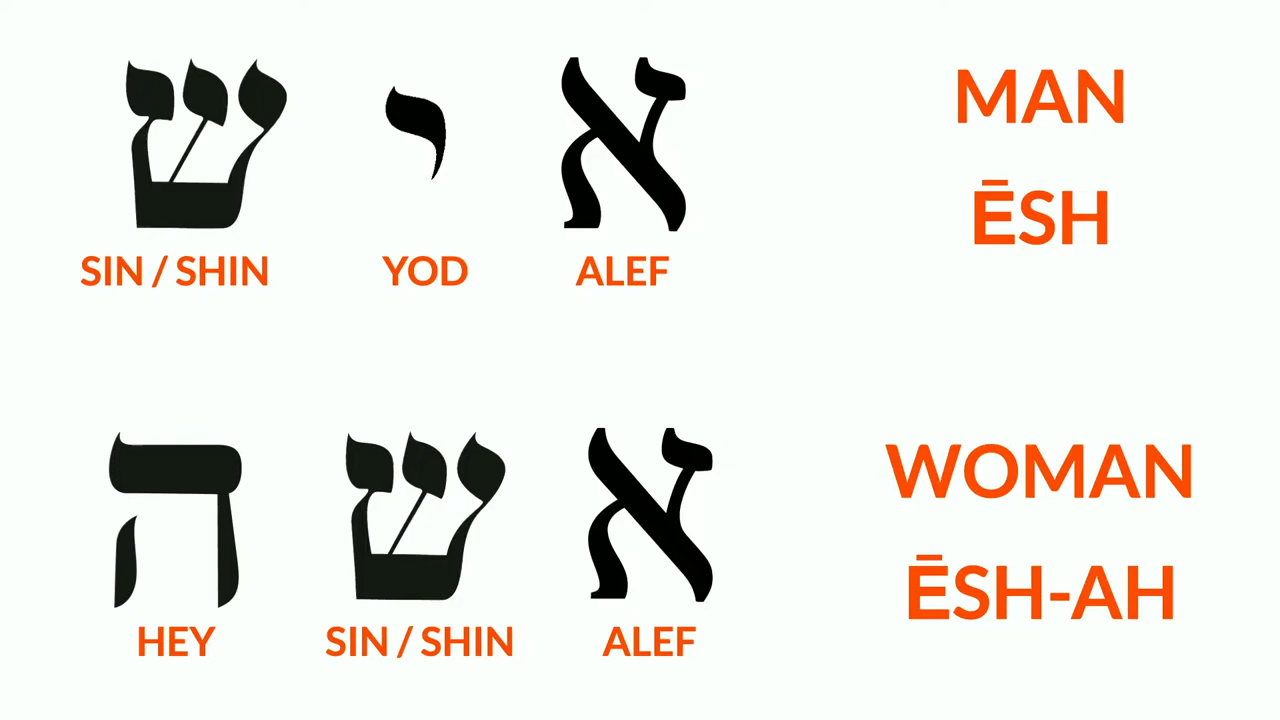 איש
SIN / SHIN YOD ALEF
MAN
ĒSH
אשה
HEY SIN / SHIN ALEF
WOMAN
ĒSH-AH